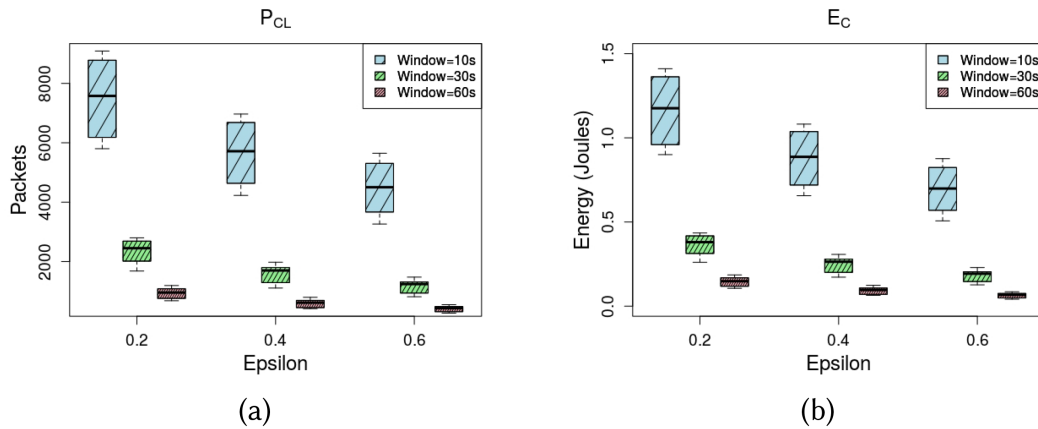 P_CL
Packets
8000
6000
4000
2000
Window=10s
Window=30s
Window=60s
0.2 0.4 0.6
Epsilon
(a)
E_C
Energy (Joules)
1.5
1.0
0.5
0.0
Window=10s
Window=30s
Window=60s
0.2 0.4 0.6
Epsilon
(b)